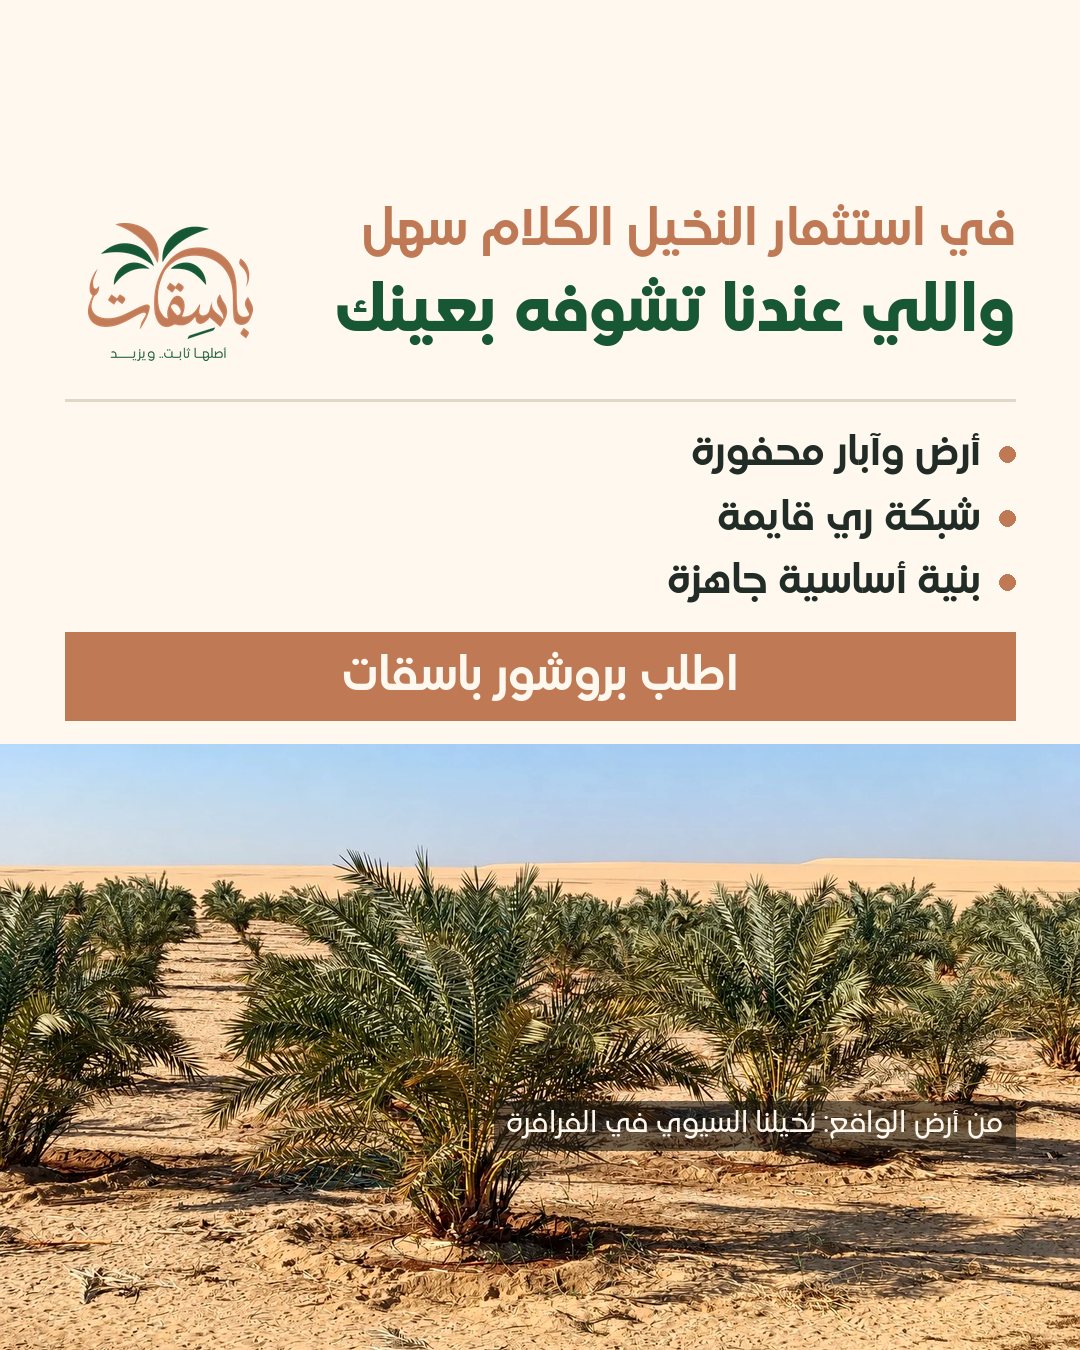 في استثمار النخيل الكلام سهل
واللي عندنا تشوفه بعينك
باسقات
أصلها ثابت.. ويزيد
أرض وآبار محفورة
شبكة ري قايمة
بنية أساسية جاهزة
اطلب بروشور باسقات
من أرض الواقع: نخيلنا السيوي في الفرافرة